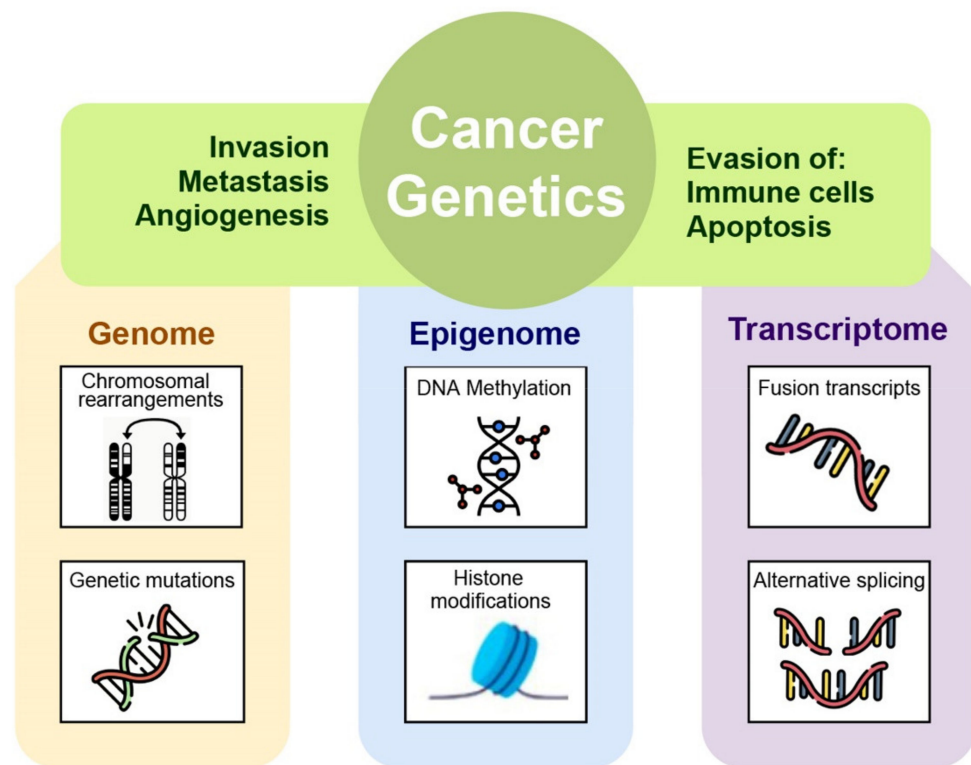 Cancer
Genetics
Invasion
Metastasis
Angiogenesis
Evasion of:
Immune cells
Apoptosis
Genome
Chromosomal
rearrangements
Genetic mutations
Epigenome
DNA Methylation
Histone
modifications
Transcriptome
Fusion transcripts
Alternative splicing